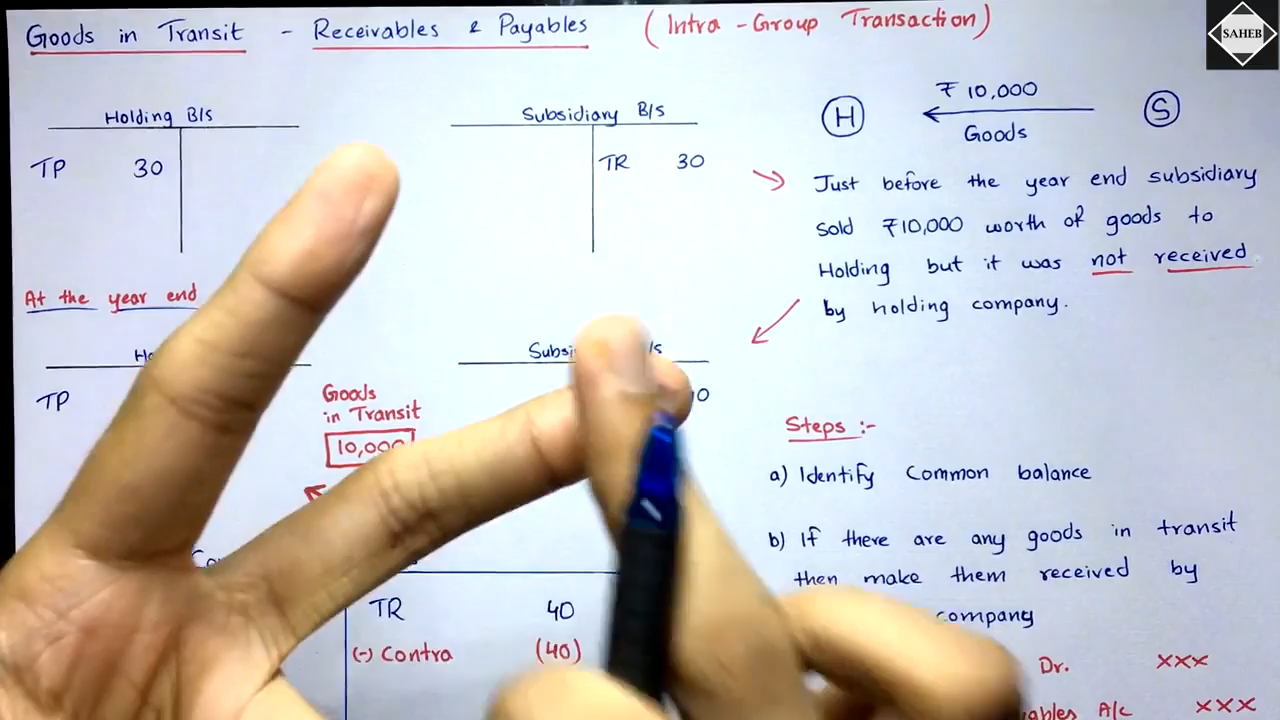 Goods in Transit - Receivables & Payables (Intra-Group Transaction)
SAHEB
Holding B/S
TP 30
Subsidiary B/S
TR 30
H
₹10,000
Goods
S
Just before the year end subsidiary
sold ₹10,000 worth of goods to
Holding but it was not received
by holding company.
At the year end
TP
Goods
in Transit
10,000
TR 40
(-) Contra (40)
Steps :-
a) Identify Common balance
b) If there are any goods in transit
then make them received by
company
Dr. XXX
A/c XXX